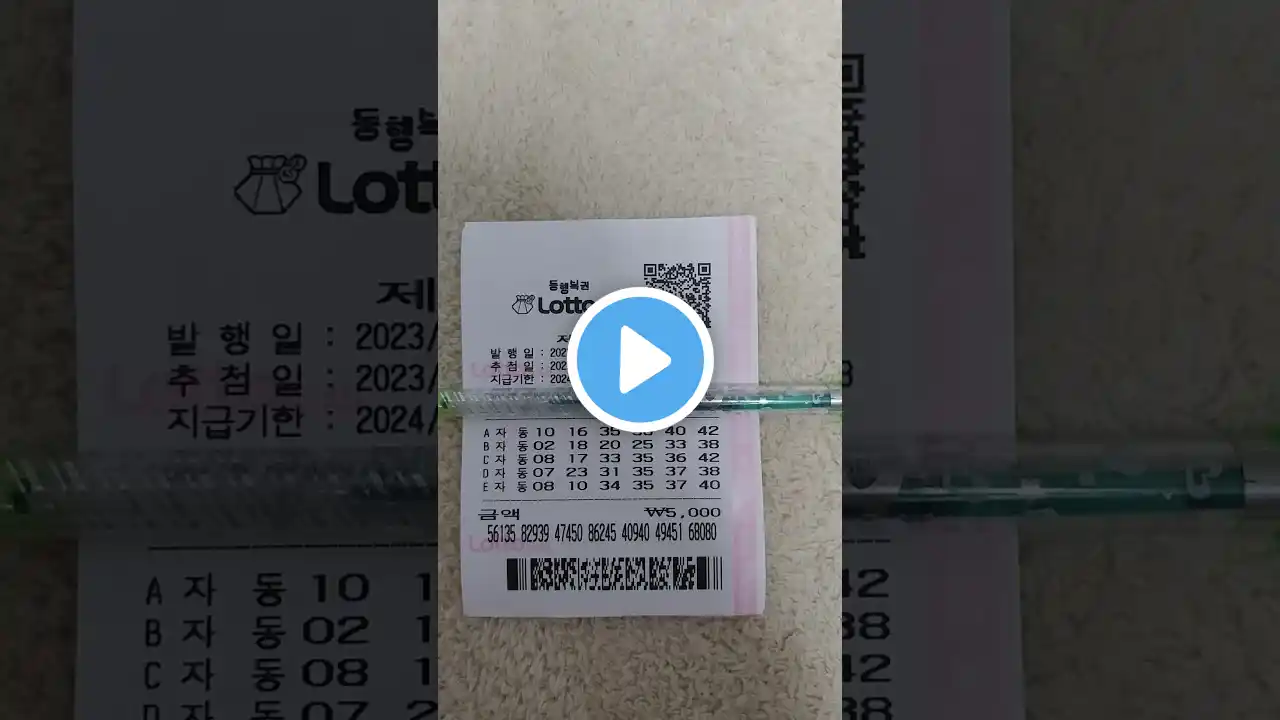 동행복권
Lotto
발 행 일 : 2023/
추 첨 일 : 2023/
지급기한 : 2024/
A 자 동 10 16 35 36 40 42
B 자 동 02 18 20 25 33 38
C 자 동 08 17 33 35 36 42
D 자 동 07 23 31 35 37 38
E 자 동 08 10 34 35 37 40
금액 ₩5,000
56135 82939 47450 86245 40940 49451 68080